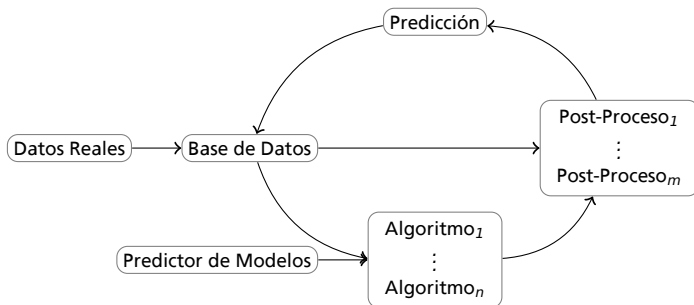 Predicción
Post-Proceso₁
⋮
Post-Procesoₘ
Datos Reales
Base de Datos
Algoritmo₁
⋮
Algoritmoₙ
Predictor de Modelos